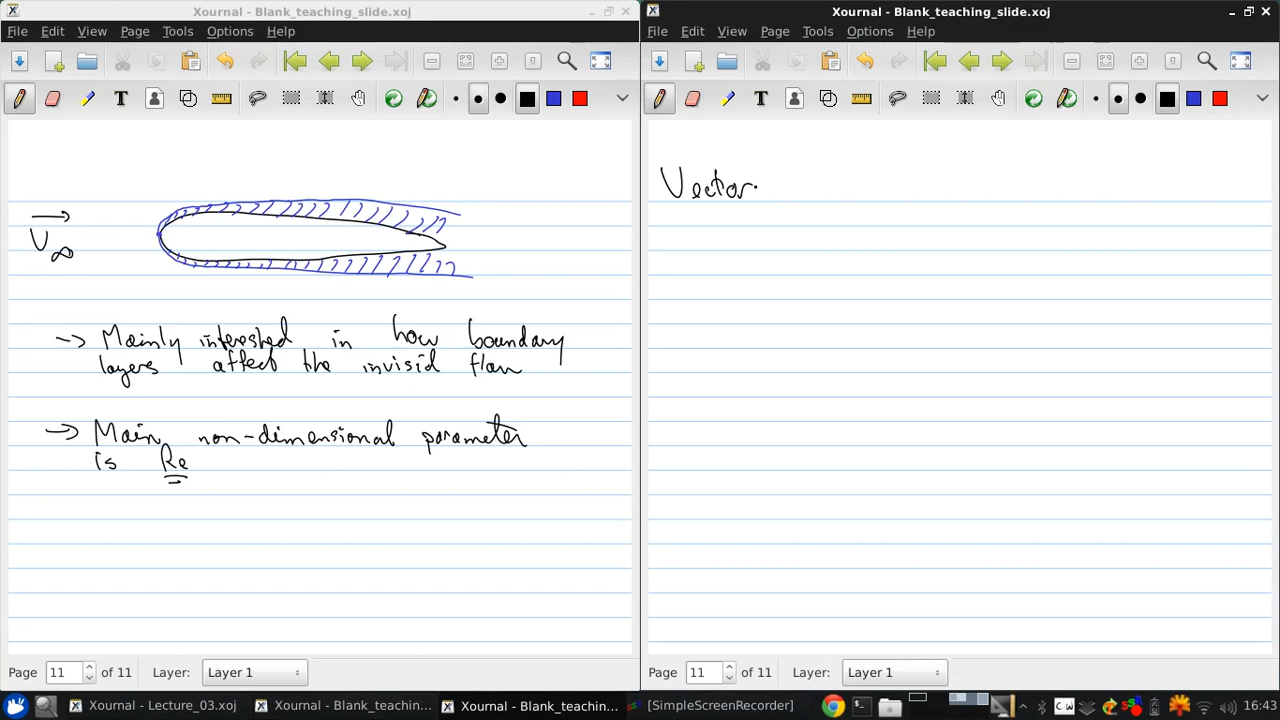 Xournal - Blank_teaching_slide.xoj
File Edit View Page Tools Options Help
V∞
-> Mainly interested in how boundary
layers affect the invisid flow
-> Main non-dimensional parameter
is Re
Page 11 of 11 Layer: Layer 1
Xournal - Blank_teaching_slide.xoj
File Edit View Page Tools Options Help
Vector
Page 11 of 11 Layer: Layer 1
Xournal - Lecture_03.xoj
Xournal - Blank_teachin...
Xournal - Blank_teachin...
[SimpleScreenRecorder]
16:43